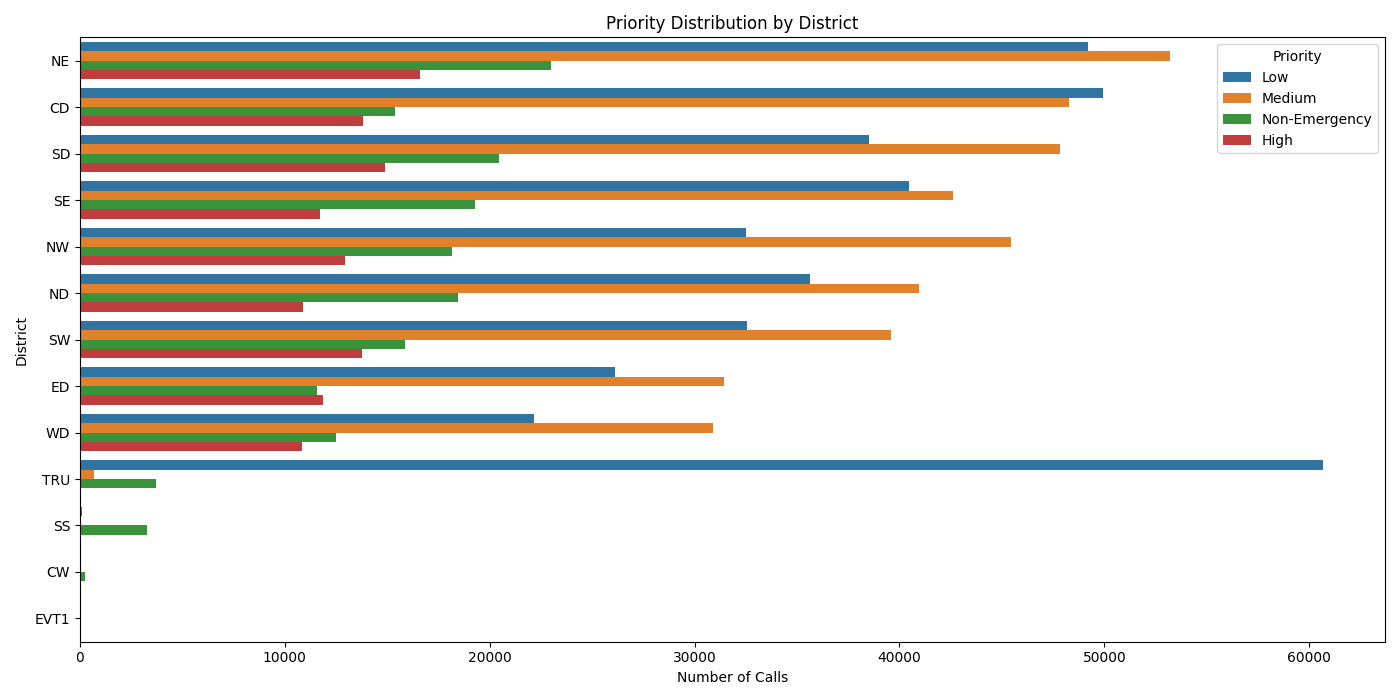 Priority Distribution by District
Priority
Low
Medium
Non-Emergency
High
District
NE
CD
SD
SE
NW
ND
SW
ED
WD
TRU
SS
CW
EVT1
0 10000 20000 30000 40000 50000 60000
Number of Calls